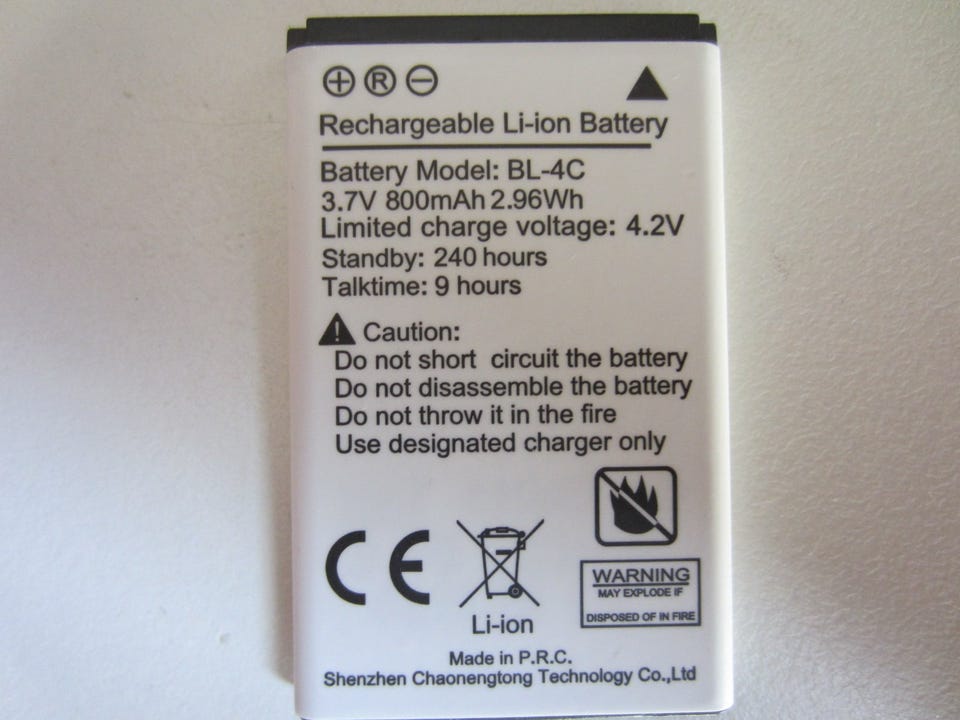 + ® −
Rechargeable Li-ion Battery
Battery Model: BL-4C
3.7V 800mAh 2.96Wh
Limited charge voltage: 4.2V
Standby: 240 hours
Talktime: 9 hours
Caution:
Do not short circuit the battery
Do not disassemble the battery
Do not throw it in the fire
Use designated charger only
CE
Li-ion
WARNING
MAY EXPLODE IF
DISPOSED OF IN FIRE
Made in P.R.C.
Shenzhen Chaonengtong Technology Co.,Ltd